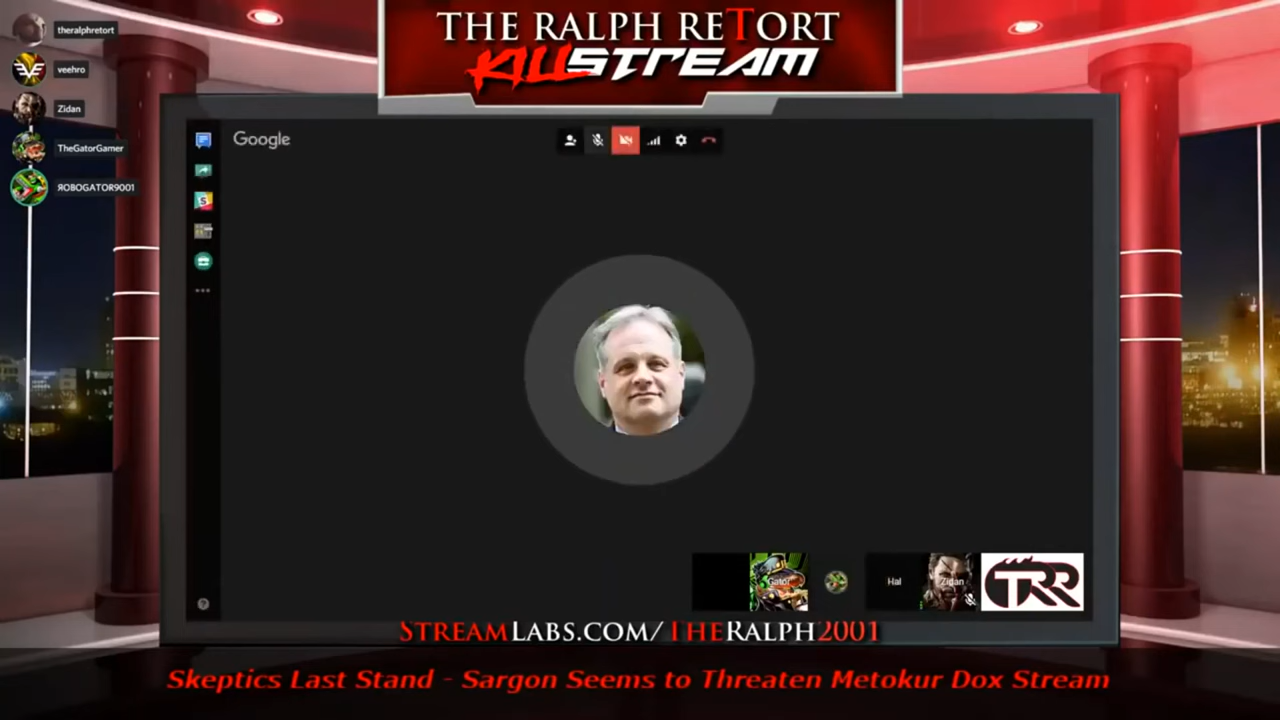 THE RALPH RETORT
KILLSTREAM
theralphretort
veehro
Zidan
TheGatorGamer
ROBOGATOR9001
Google
Gator
Hal
Zidan
TRR
STREAMLABS.COM/THERALPH2001
Skeptics Last Stand - Sargon Seems to Threaten Metokur Dox Stream